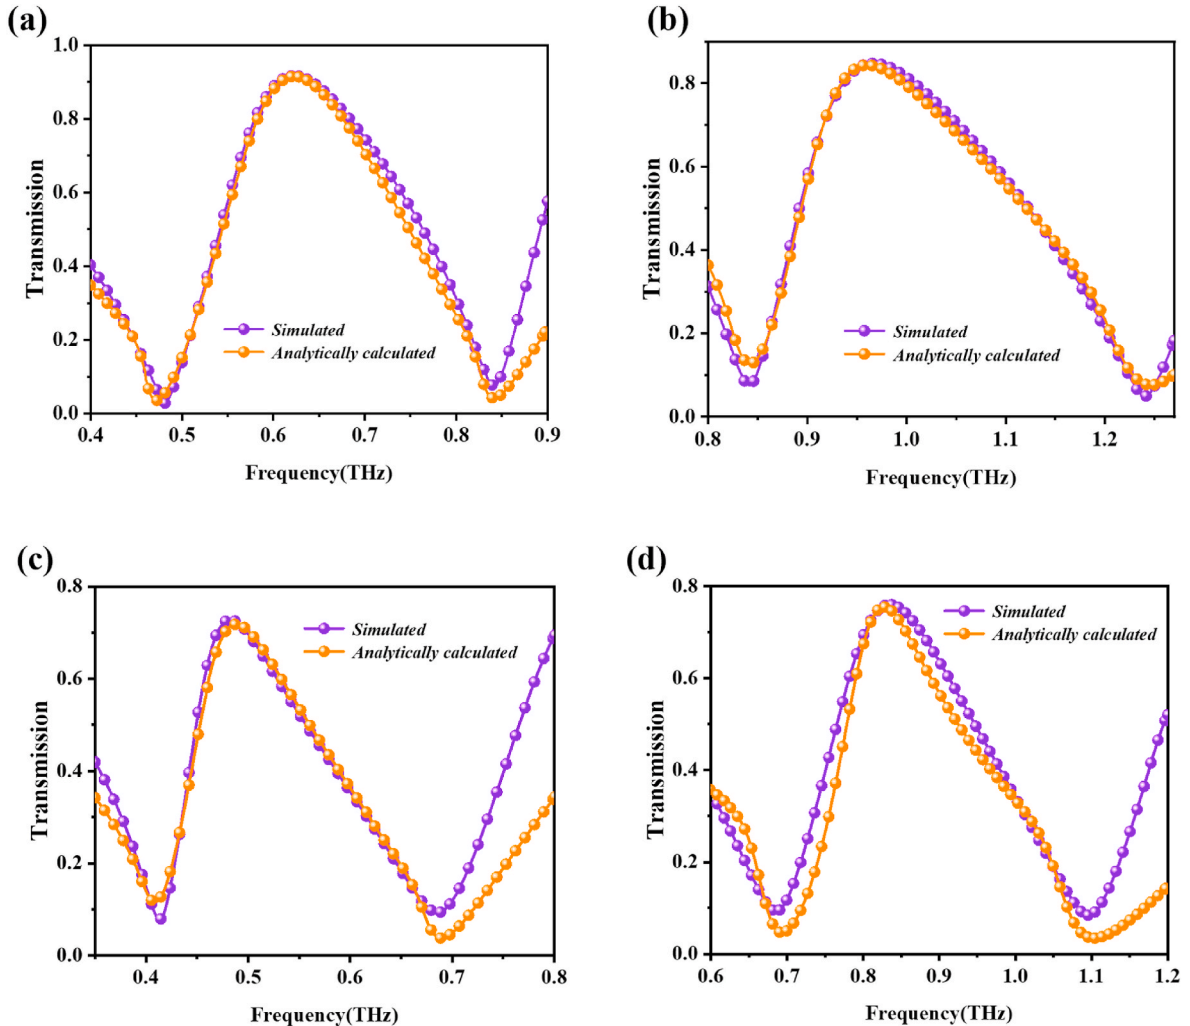 (a)
1.0
0.8
0.6
0.4
0.2
0.0
Transmission
Simulated
Analytically calculated
0.4 0.5 0.6 0.7 0.8 0.9
Frequency(THz)
(b)
0.8
0.6
0.4
0.2
0.0
Transmission
Simulated
Analytically calculated
0.8 0.9 1.0 1.1 1.2
Frequency(THz)
(c)
0.8
0.6
0.4
0.2
0.0
Transmission
Simulated
Analytically calculated
0.4 0.5 0.6 0.7 0.8
Frequency(THz)
(d)
0.8
0.6
0.4
0.2
0.0
Transmission
Simulated
Analytically calculated
0.6 0.7 0.8 0.9 1.0 1.1 1.2
Frequency(THz)